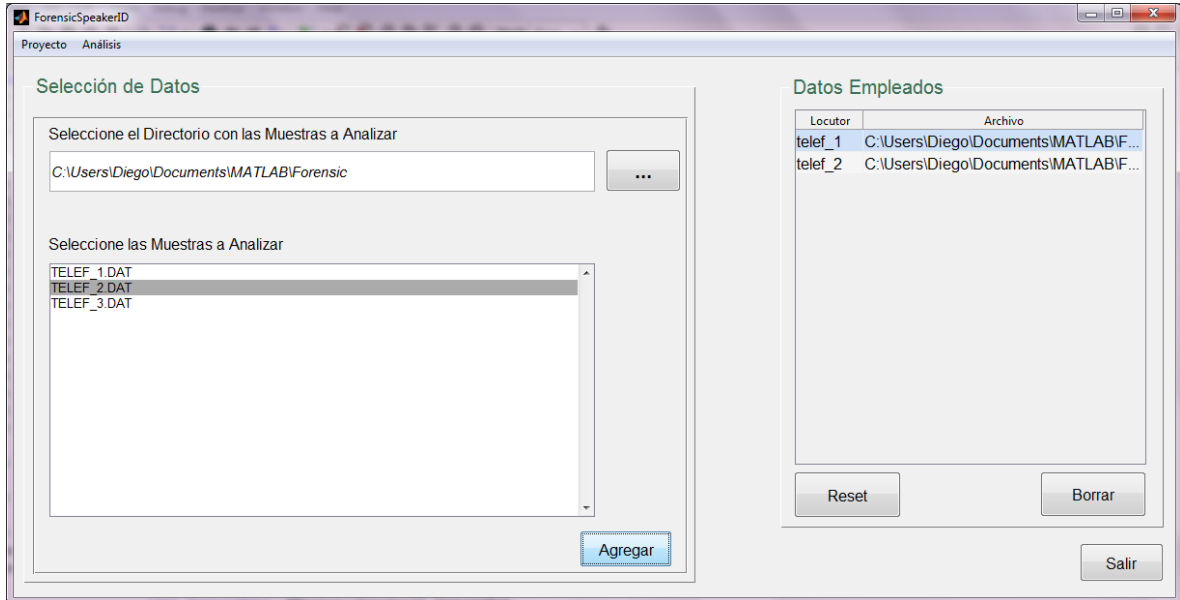 ForensicSpeakerID
Proyecto Análisis
Selección de Datos
Seleccione el Directorio con las Muestras a Analizar
C:\Users\Diego\Documents\MATLAB\Forensic
...
Seleccione las Muestras a Analizar
TELEF_1.DAT
TELEF_2.DAT
TELEF_3.DAT
Agregar
Datos Empleados
Locutor Archivo
telef_1 C:\Users\Diego\Documents\MATLAB\F...
telef_2 C:\Users\Diego\Documents\MATLAB\F...
Reset Borrar
Salir